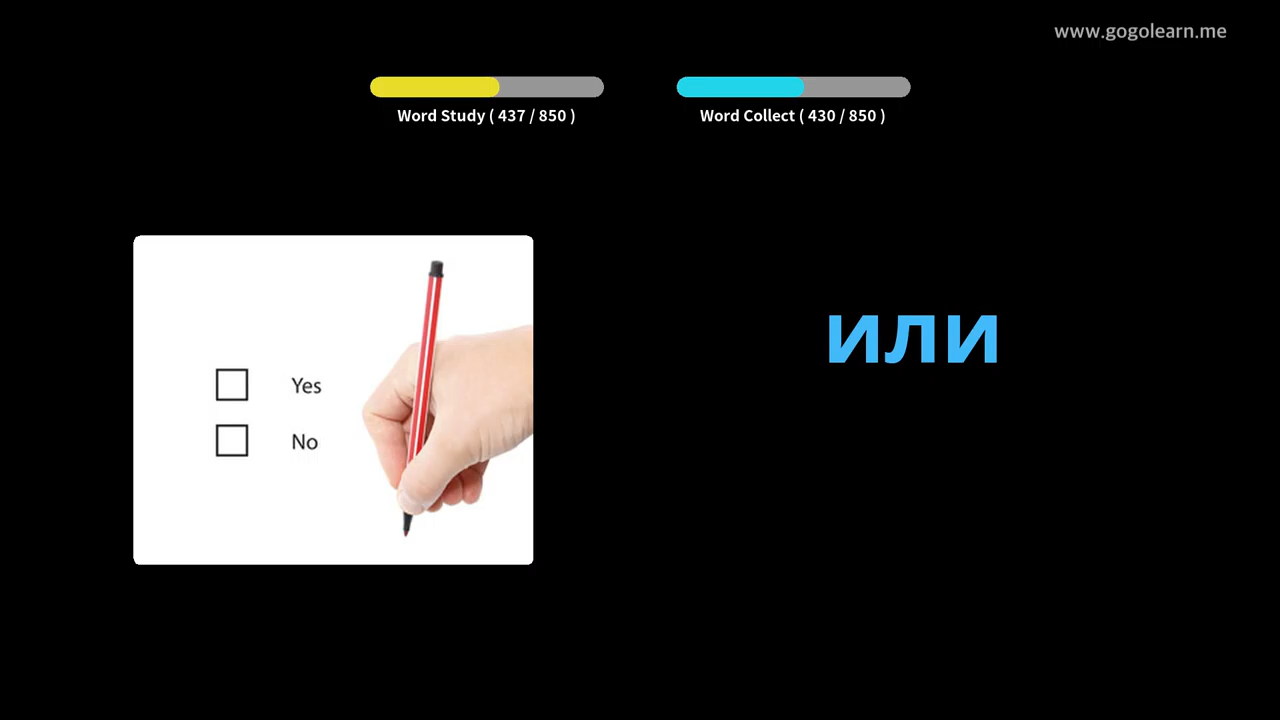 www.gogolearn.me
Word Study ( 437 / 850 )
Word Collect ( 430 / 850 )
Yes
No
или